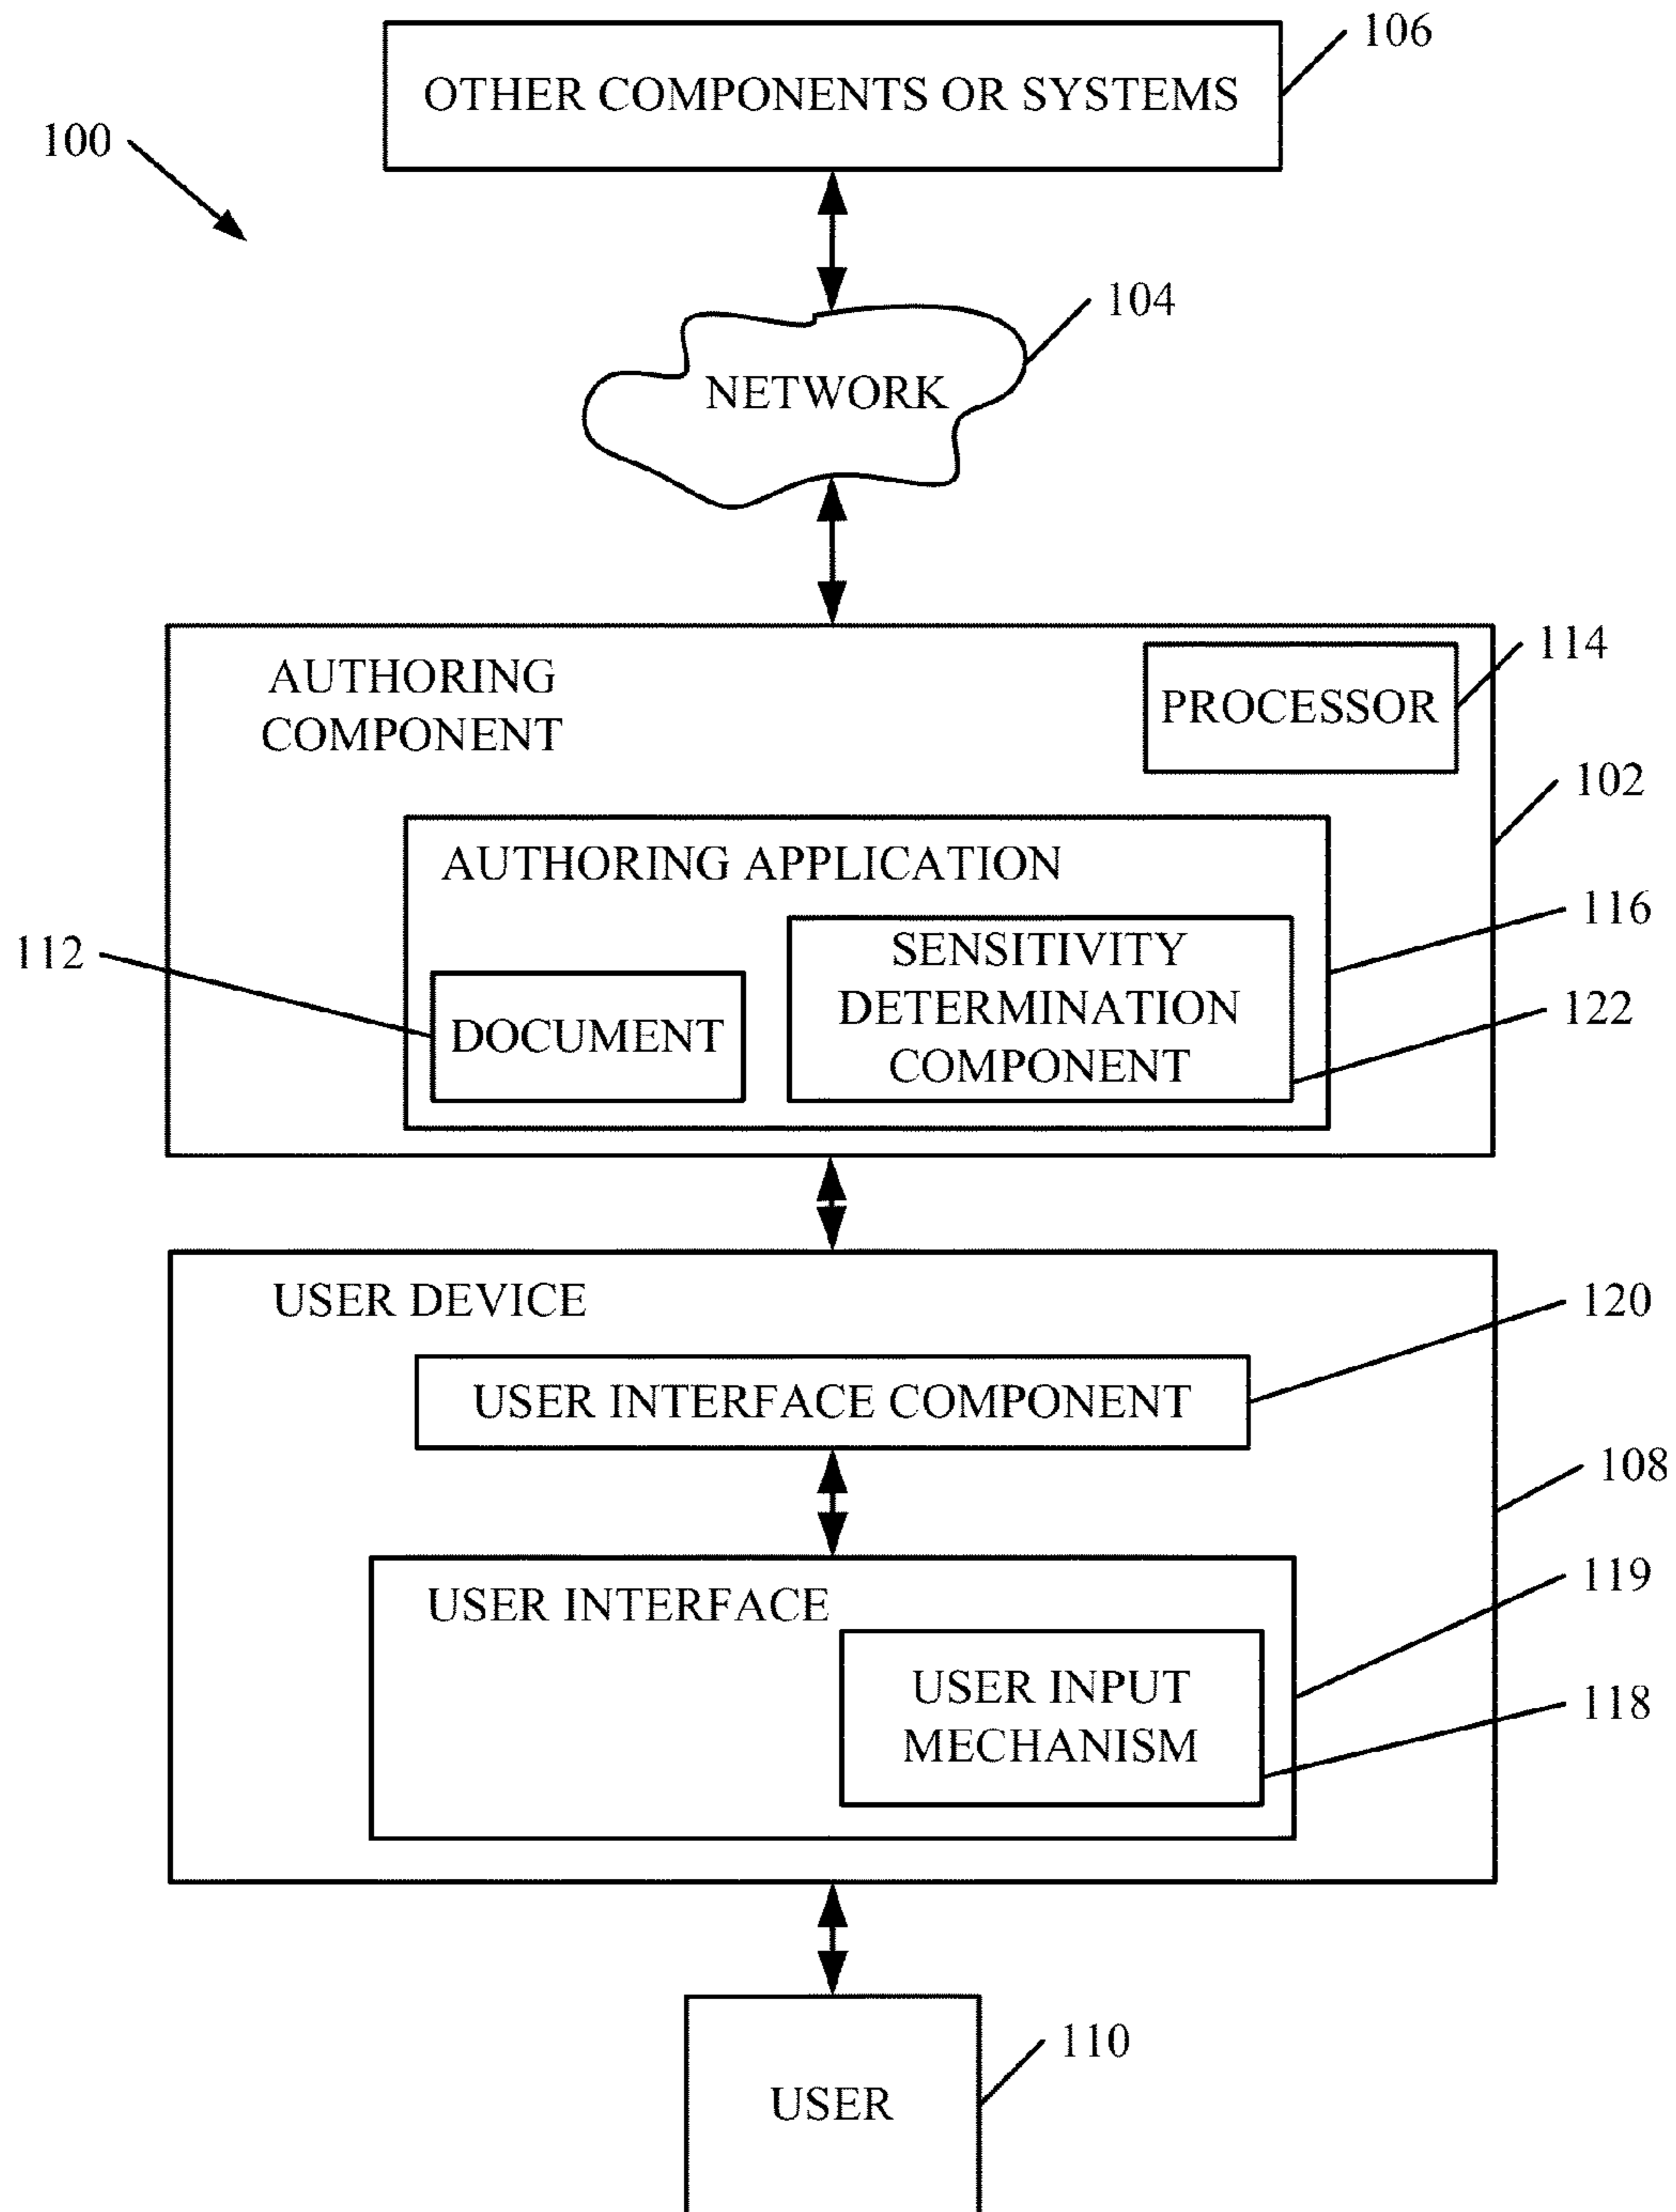 106
OTHER COMPONENTS OR SYSTEMS
100
104
NETWORK
114
AUTHORING
COMPONENT
PROCESSOR
102
AUTHORING APPLICATION
116
112
SENSITIVITY
DETERMINATION
COMPONENT
DOCUMENT
122
USER DEVICE
120
USER INTERFACE COMPONENT
108
119
USER INTERFACE
USER INPUT
MECHANISM
118
110
USER